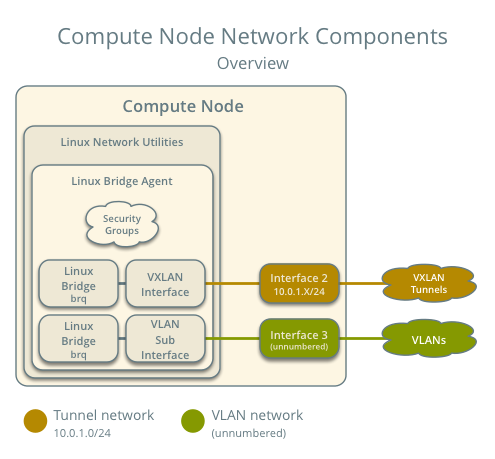 Compute Node Network Components
Overview
Compute Node
Linux Network Utilities
Linux Bridge Agent
Security
Groups
Linux
Bridge
brq
VXLAN
Interface
Interface 2
10.0.1.X/24
VXLAN
Tunnels
Linux
Bridge
brq
VLAN
Sub
Interface
Interface 3
(unnumbered)
VLANs
Tunnel network
10.0.1.0/24
VLAN network
(unnumbered)